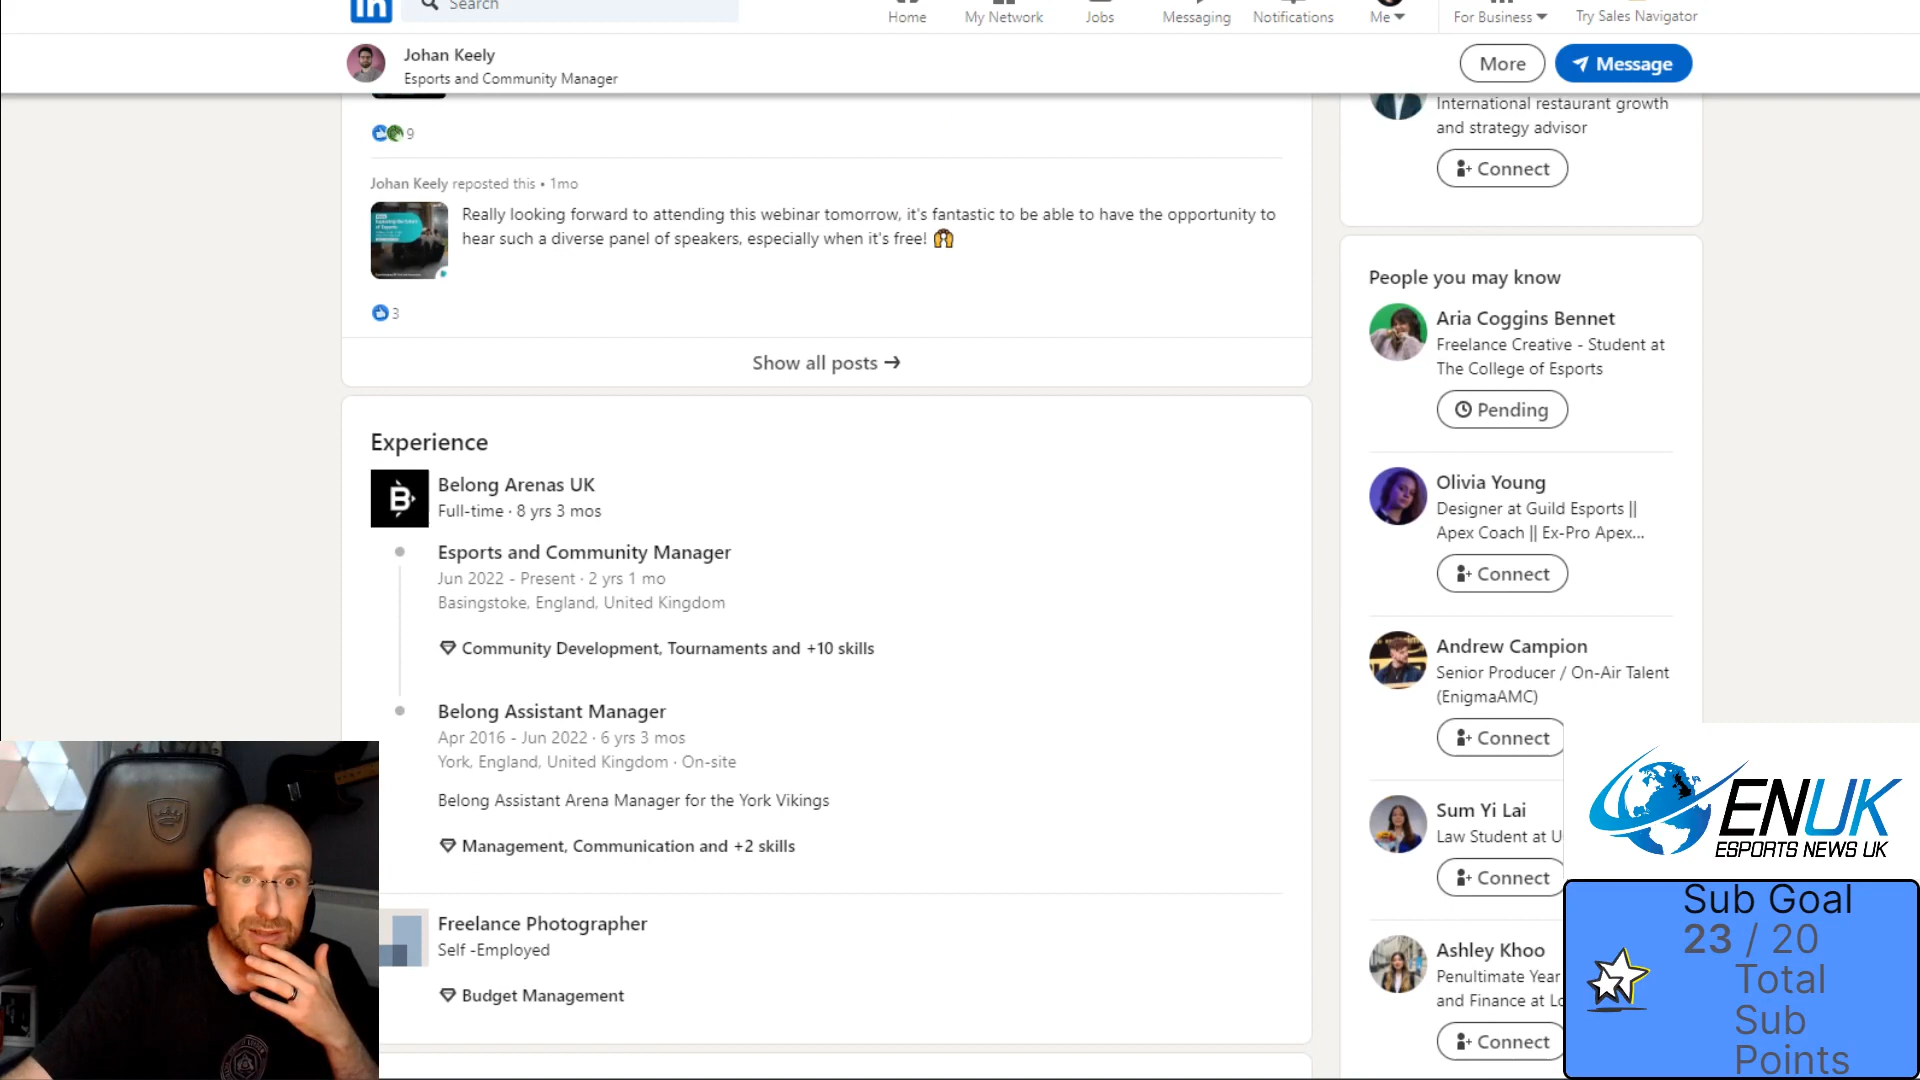 in
Search
Home
My Network
Jobs
Messaging
Notifications
Me
For Business
Try Sales Navigator
Johan Keely
Esports and Community Manager
More
Message
9
Johan Keely reposted this • 1mo
Really looking forward to attending this webinar tomorrow, it's fantastic to be able to have the opportunity to
hear such a diverse panel of speakers, especially when it's free! 🙌
3
Show all posts →
Experience
B
Belong Arenas UK
Full-time · 8 yrs 3 mos
Esports and Community Manager
Jun 2022 - Present · 2 yrs 1 mo
Basingstoke, England, United Kingdom
Community Development, Tournaments and +10 skills
Belong Assistant Manager
Apr 2016 - Jun 2022 · 6 yrs 3 mos
York, England, United Kingdom · On-site
Belong Assistant Arena Manager for the York Vikings
Management, Communication and +2 skills
Freelance Photographer
Self -Employed
Budget Management
International restaurant growth
and strategy advisor
Connect
People you may know
Aria Coggins Bennet
Freelance Creative - Student at
The College of Esports
Pending
Olivia Young
Designer at Guild Esports ||
Apex Coach || Ex-Pro Apex...
Connect
Andrew Campion
Senior Producer / On-Air Talent
(EnigmaAMC)
Connect
Sum Yi Lai
Law Student at U
Connect
Ashley Khoo
Penultimate Year
and Finance at Lo
Connect
ENUK
ESPORTS NEWS UK
Sub Goal
23 / 20
Total
Sub
Points